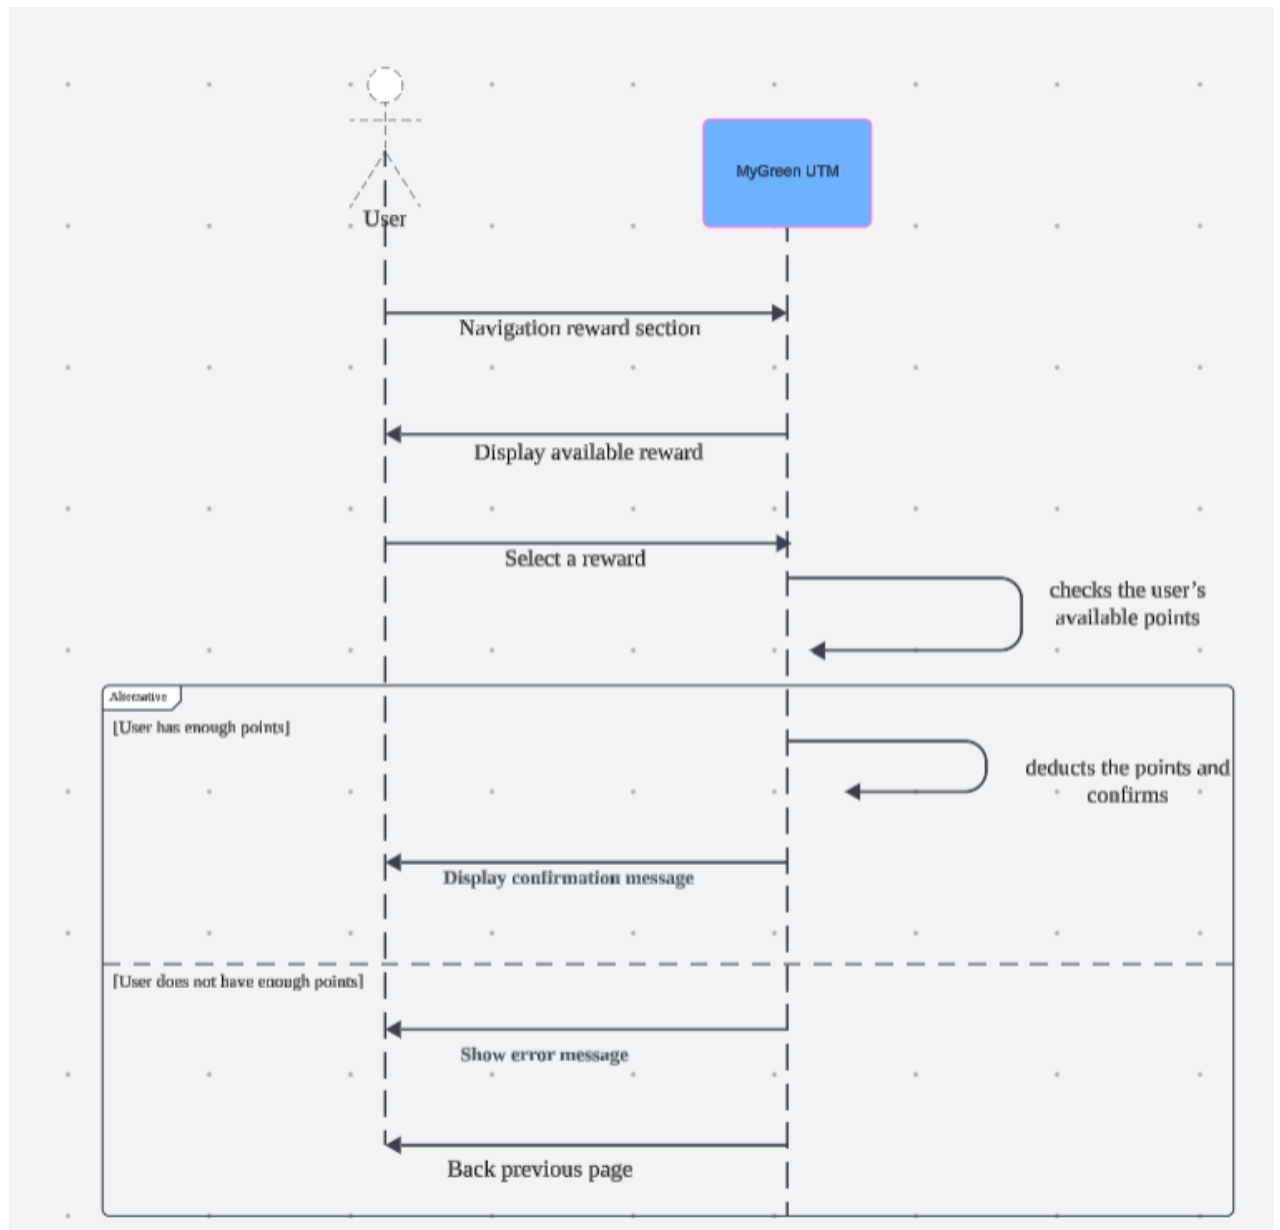 MyGreen UTM
User
Navigation reward section
Display available reward
Select a reward
checks the user’s
available points
Alternative
[User has enough points]
deducts the points and
confirms
Display confirmation message
[User does not have enough points]
Show error message
Back previous page